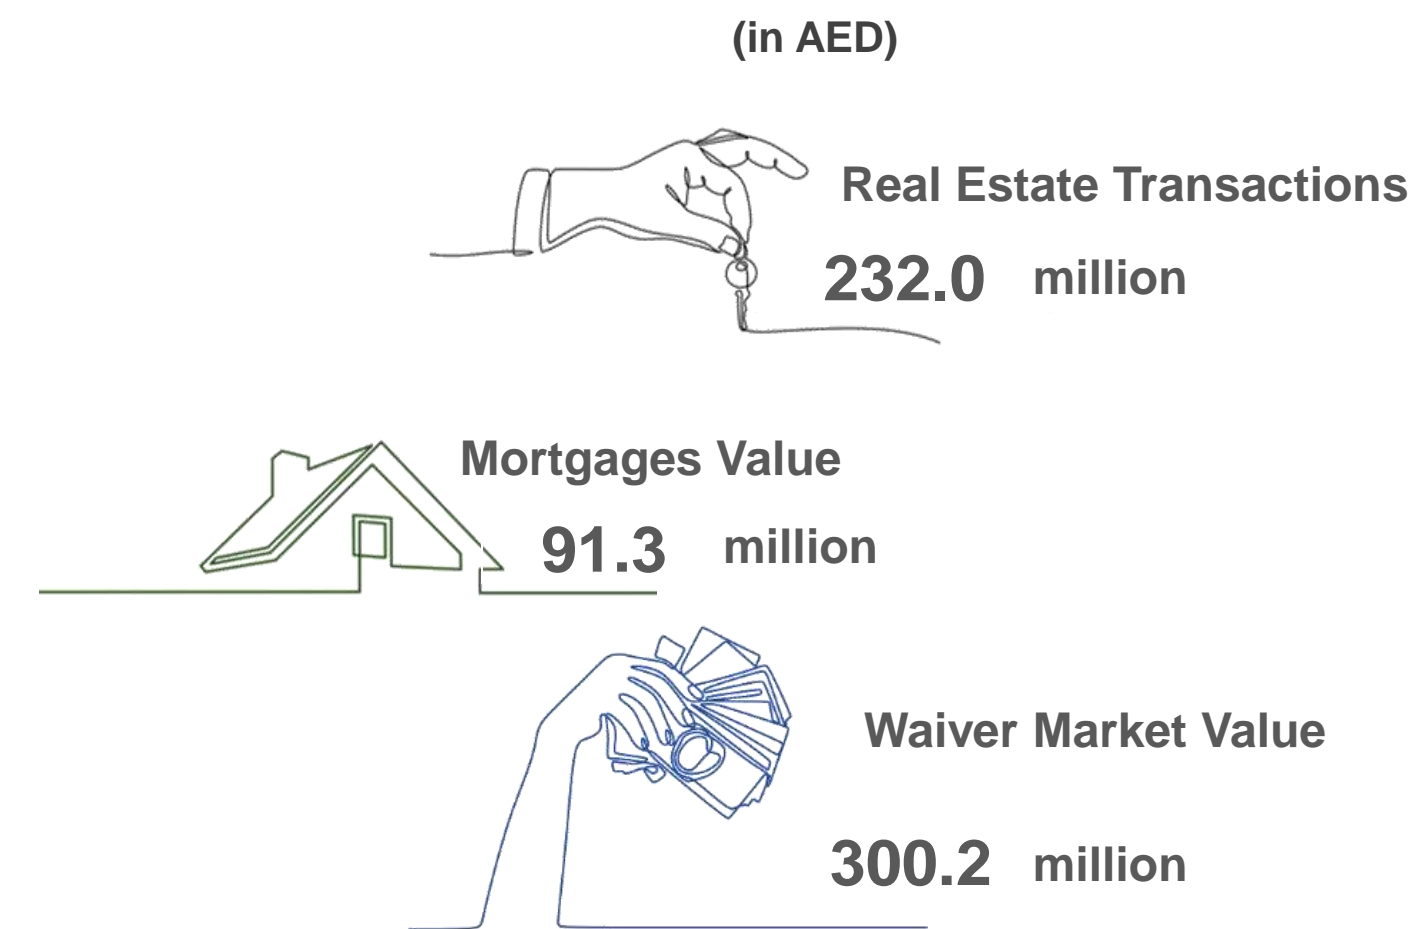 (in AED)
Real Estate Transactions
232.0 million
Mortgages Value
91.3 million
Waiver Market Value
300.2 million